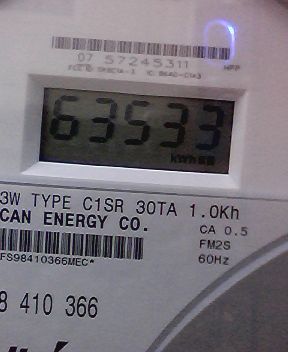 07 57245311
63533
kWh
3W TYPE C1SR 30TA 1.0Kh
CAN ENERGY CO.
CA 0.5
FM2S
FS98410366MEC*
60Hz
8 410 366